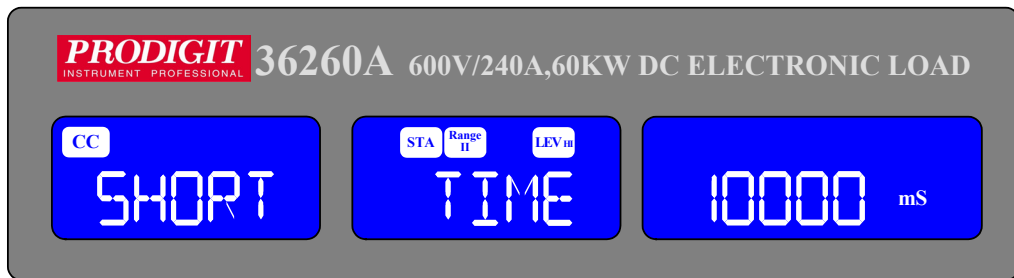 PRODIGIT
INSTRUMENT PROFESSIONAL
36260A 600V/240A,60KW DC ELECTRONIC LOAD
CC
SHORT
STA Range II LEV HI
TIME
10000 mS